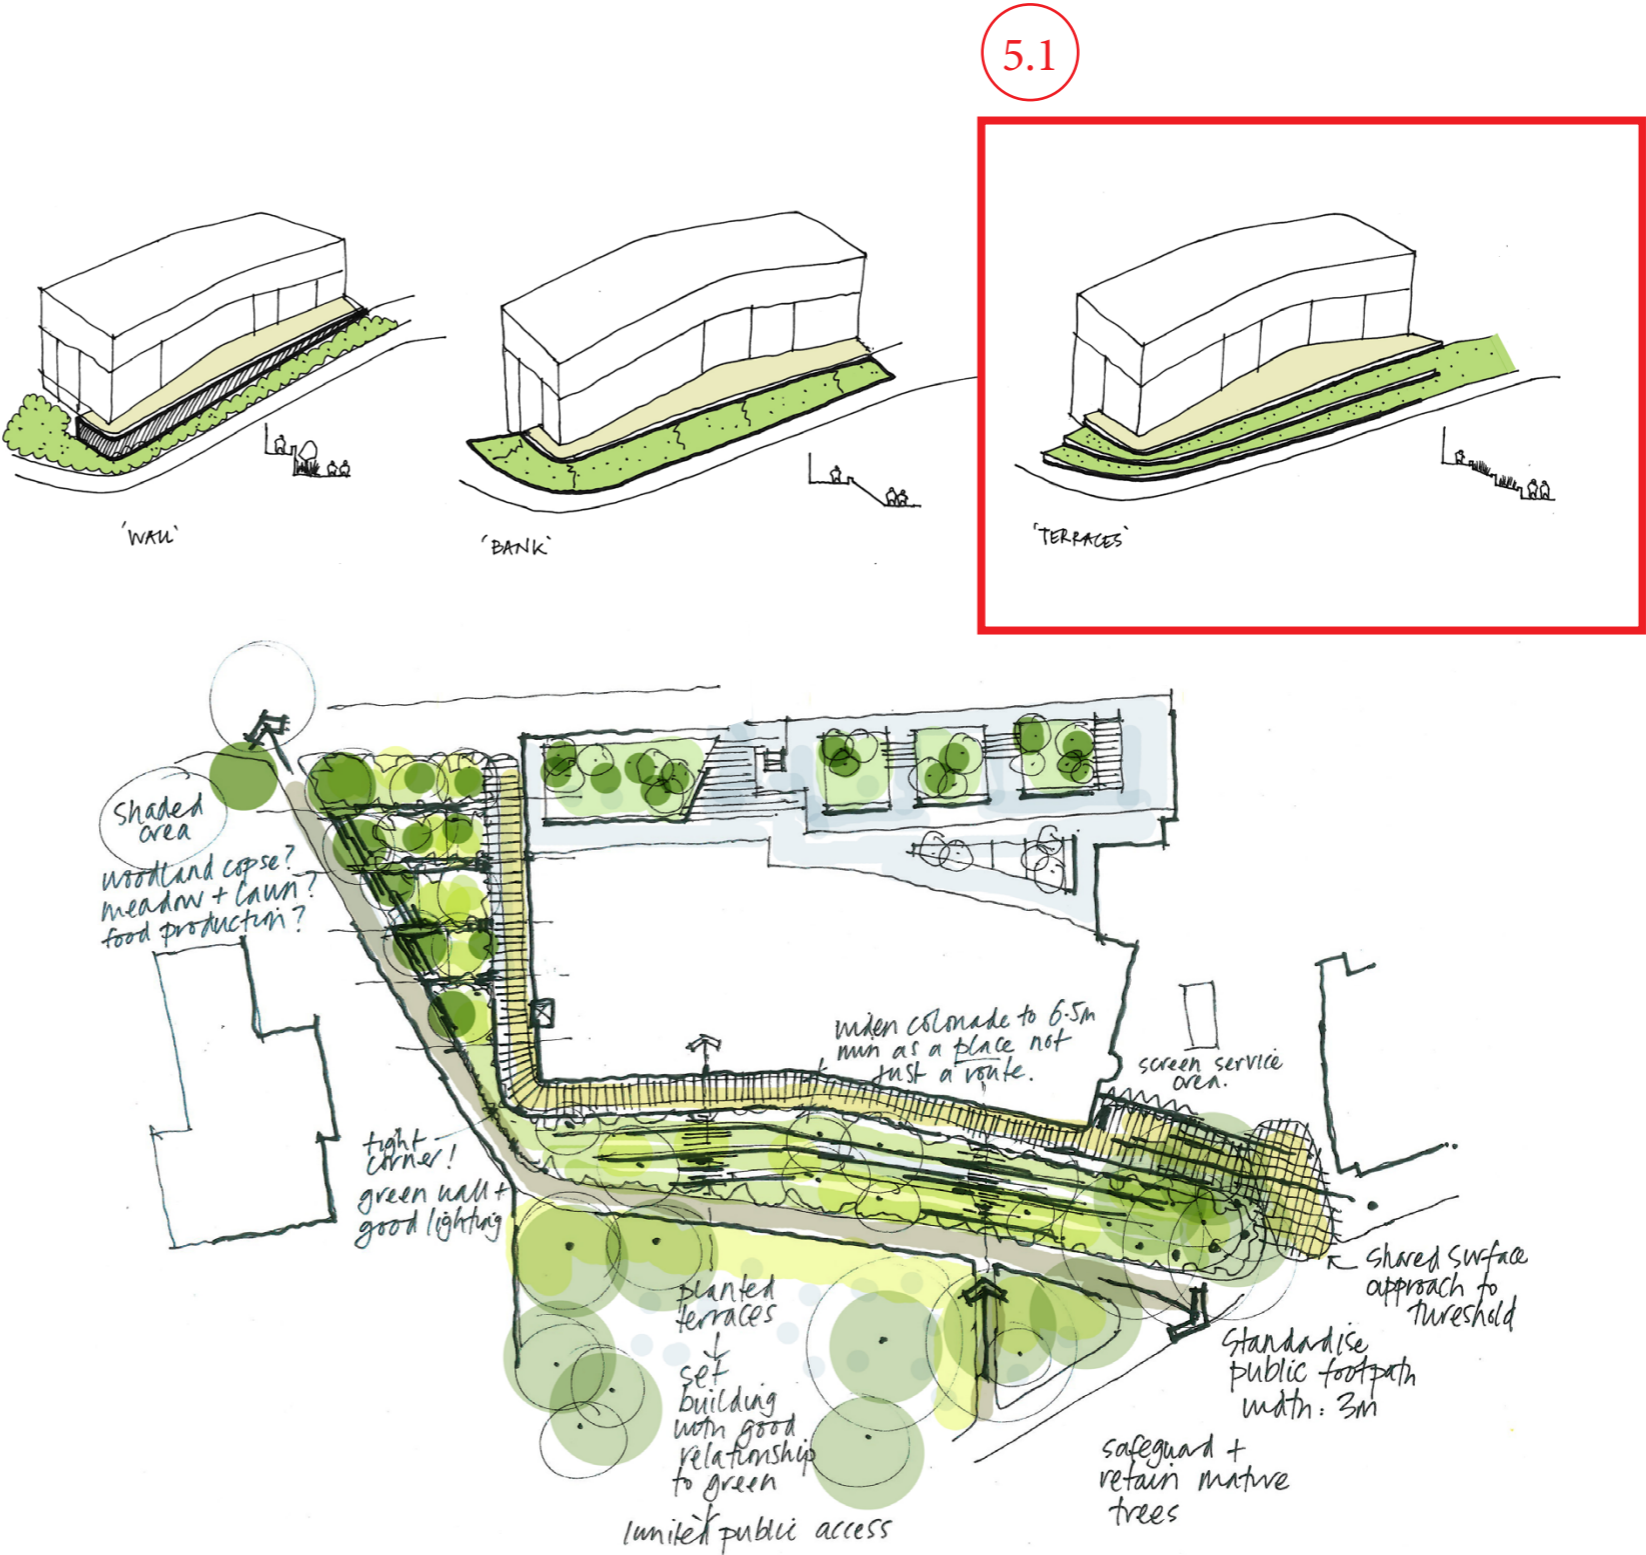 5.1
'WALL'
'BANK'
'TERRACES'
shaded
area
woodland copse?
meadow + lawn?
food production?
widen colonade to 6.5m
min as a place not
just a route.
screen service
area.
tight
corner!
green wall +
good lighting
planted
terraces
set
building
with good
relationship
to green
limited public access
shared surface
approach to
threshold
Standardise
public footpath
width: 3m
safeguard +
retain mature
trees